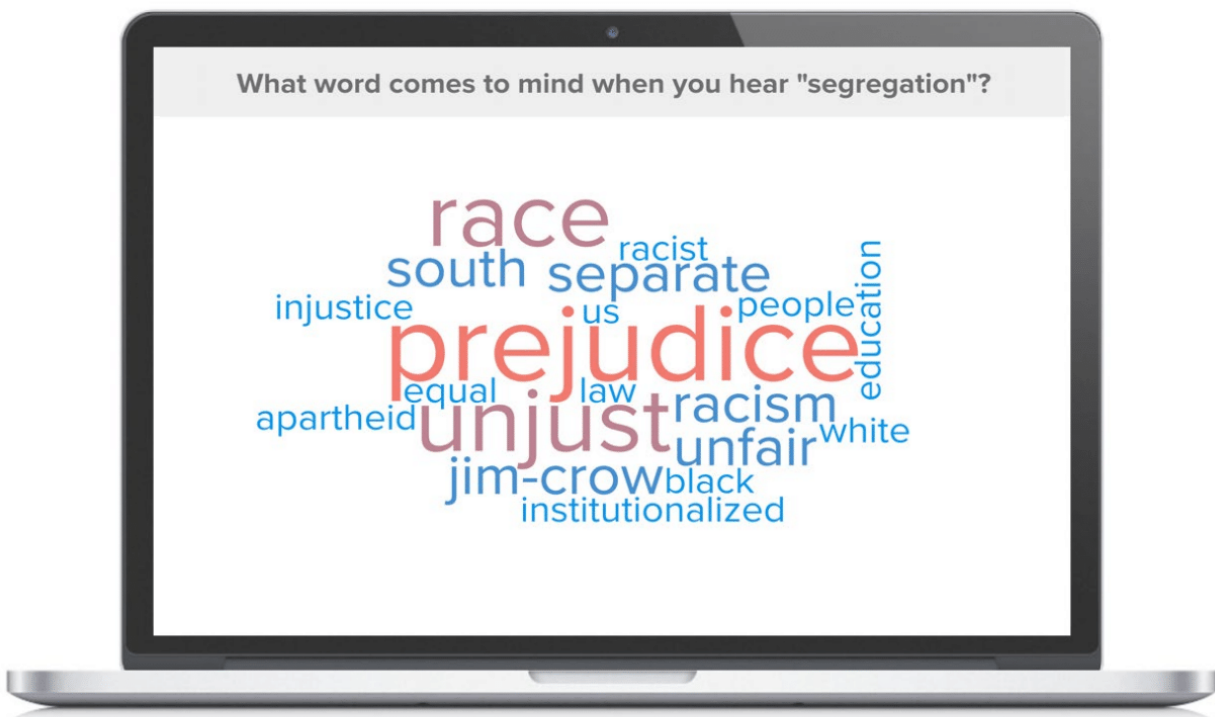 What word comes to mind when you hear "segregation"?
race
racist
south separate
injustice
us
people
education
prejudice
equal
law
apartheid
unjust
racism
white
unfair
jim-crow
black
institutionalized